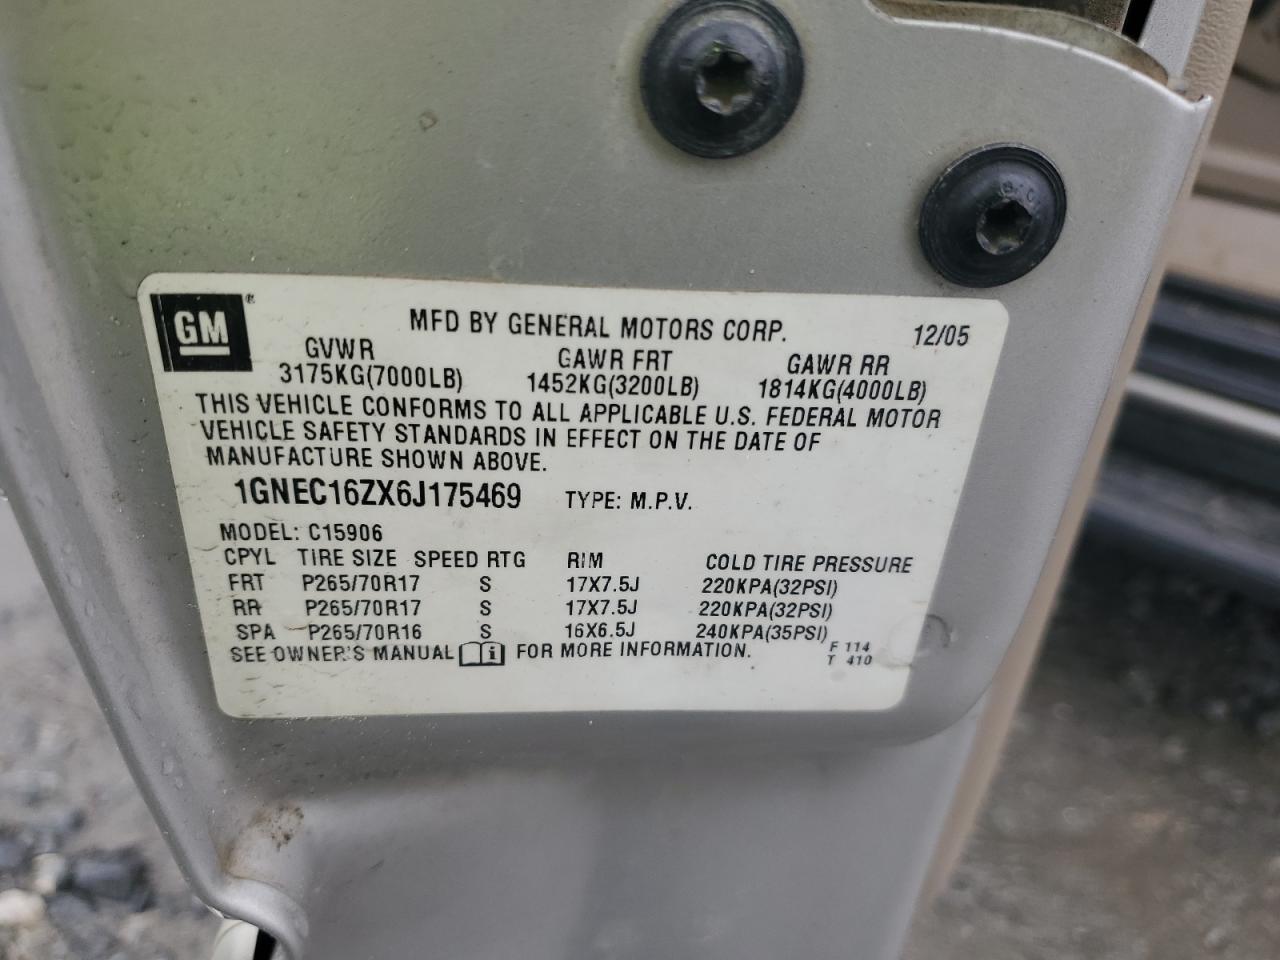 GM ®
MFD BY GENERAL MOTORS CORP. 12/05
GVWR GAWR FRT GAWR RR
3175KG(7000LB) 1452KG(3200LB) 1814KG(4000LB)
THIS VEHICLE CONFORMS TO ALL APPLICABLE U.S. FEDERAL MOTOR
VEHICLE SAFETY STANDARDS IN EFFECT ON THE DATE OF
MANUFACTURE SHOWN ABOVE.
1GNEC16ZX6J175469 TYPE: M.P.V.
MODEL: C15906
CPYL TIRE SIZE SPEED RTG RIM COLD TIRE PRESSURE
FRT P265/70R17 S 17X7.5J 220KPA(32PSI)
RR P265/70R17 S 17X7.5J 220KPA(32PSI)
SPA P265/70R16 S 16X6.5J 240KPA(35PSI)
SEE OWNER'S MANUAL i FOR MORE INFORMATION. F 114
T 410